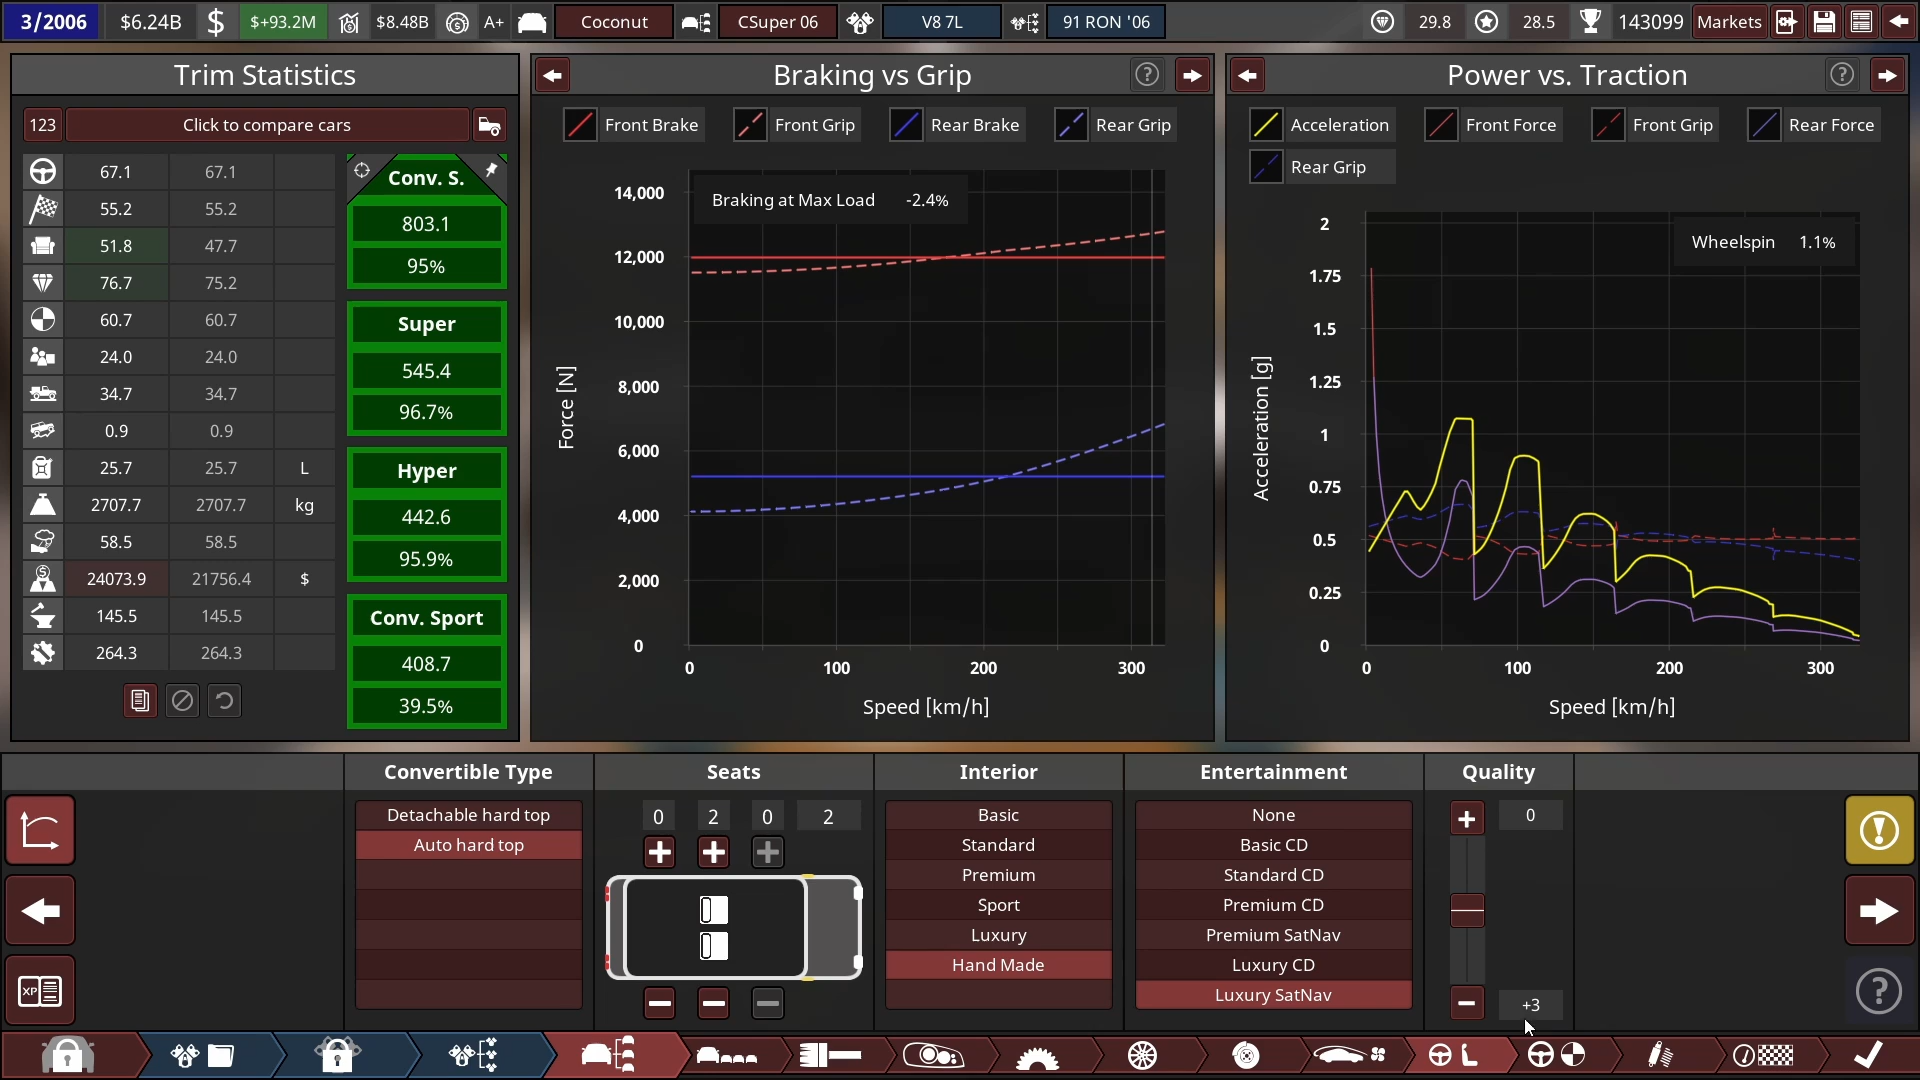 3/2006 $6.24B $+93.2M $8.48B A+ Coconut CSuper 06 V8 7L 91 RON '06 29.8 28.5 143099 Markets
Trim Statistics
123 Click to compare cars
67.1 67.1
55.2 55.2
51.8 47.7
76.7 75.2
60.7 60.7
24.0 24.0
34.7 34.7
0.9 0.9
25.7 25.7 L
2707.7 2707.7 kg
58.5 58.5
24073.9 21756.4 $
145.5 145.5
264.3 264.3
Conv. S.
803.1
95%
Super
545.4
96.7%
Hyper
442.6
95.9%
Conv. Sport
408.7
39.5%
Braking vs Grip ?
Front Brake Front Grip Rear Brake Rear Grip
Braking at Max Load -2.4%
Force [N]
14,000
12,000
10,000
8,000
6,000
4,000
2,000
0
0 100 200 300
Speed [km/h]
Power vs. Traction ?
Acceleration Front Force Front Grip Rear Force
Rear Grip
Wheelspin 1.1%
Acceleration [g]
2
1.75
1.5
1.25
1
0.75
0.5
0.25
0
0 100 200 300
Speed [km/h]
Convertible Type
Detachable hard top
Auto hard top
Seats
0 2 0 2
Interior
Basic
Standard
Premium
Sport
Luxury
Hand Made
Entertainment
None
Basic CD
Standard CD
Premium CD
Premium SatNav
Luxury CD
Luxury SatNav
Quality
0
+3
XP
?